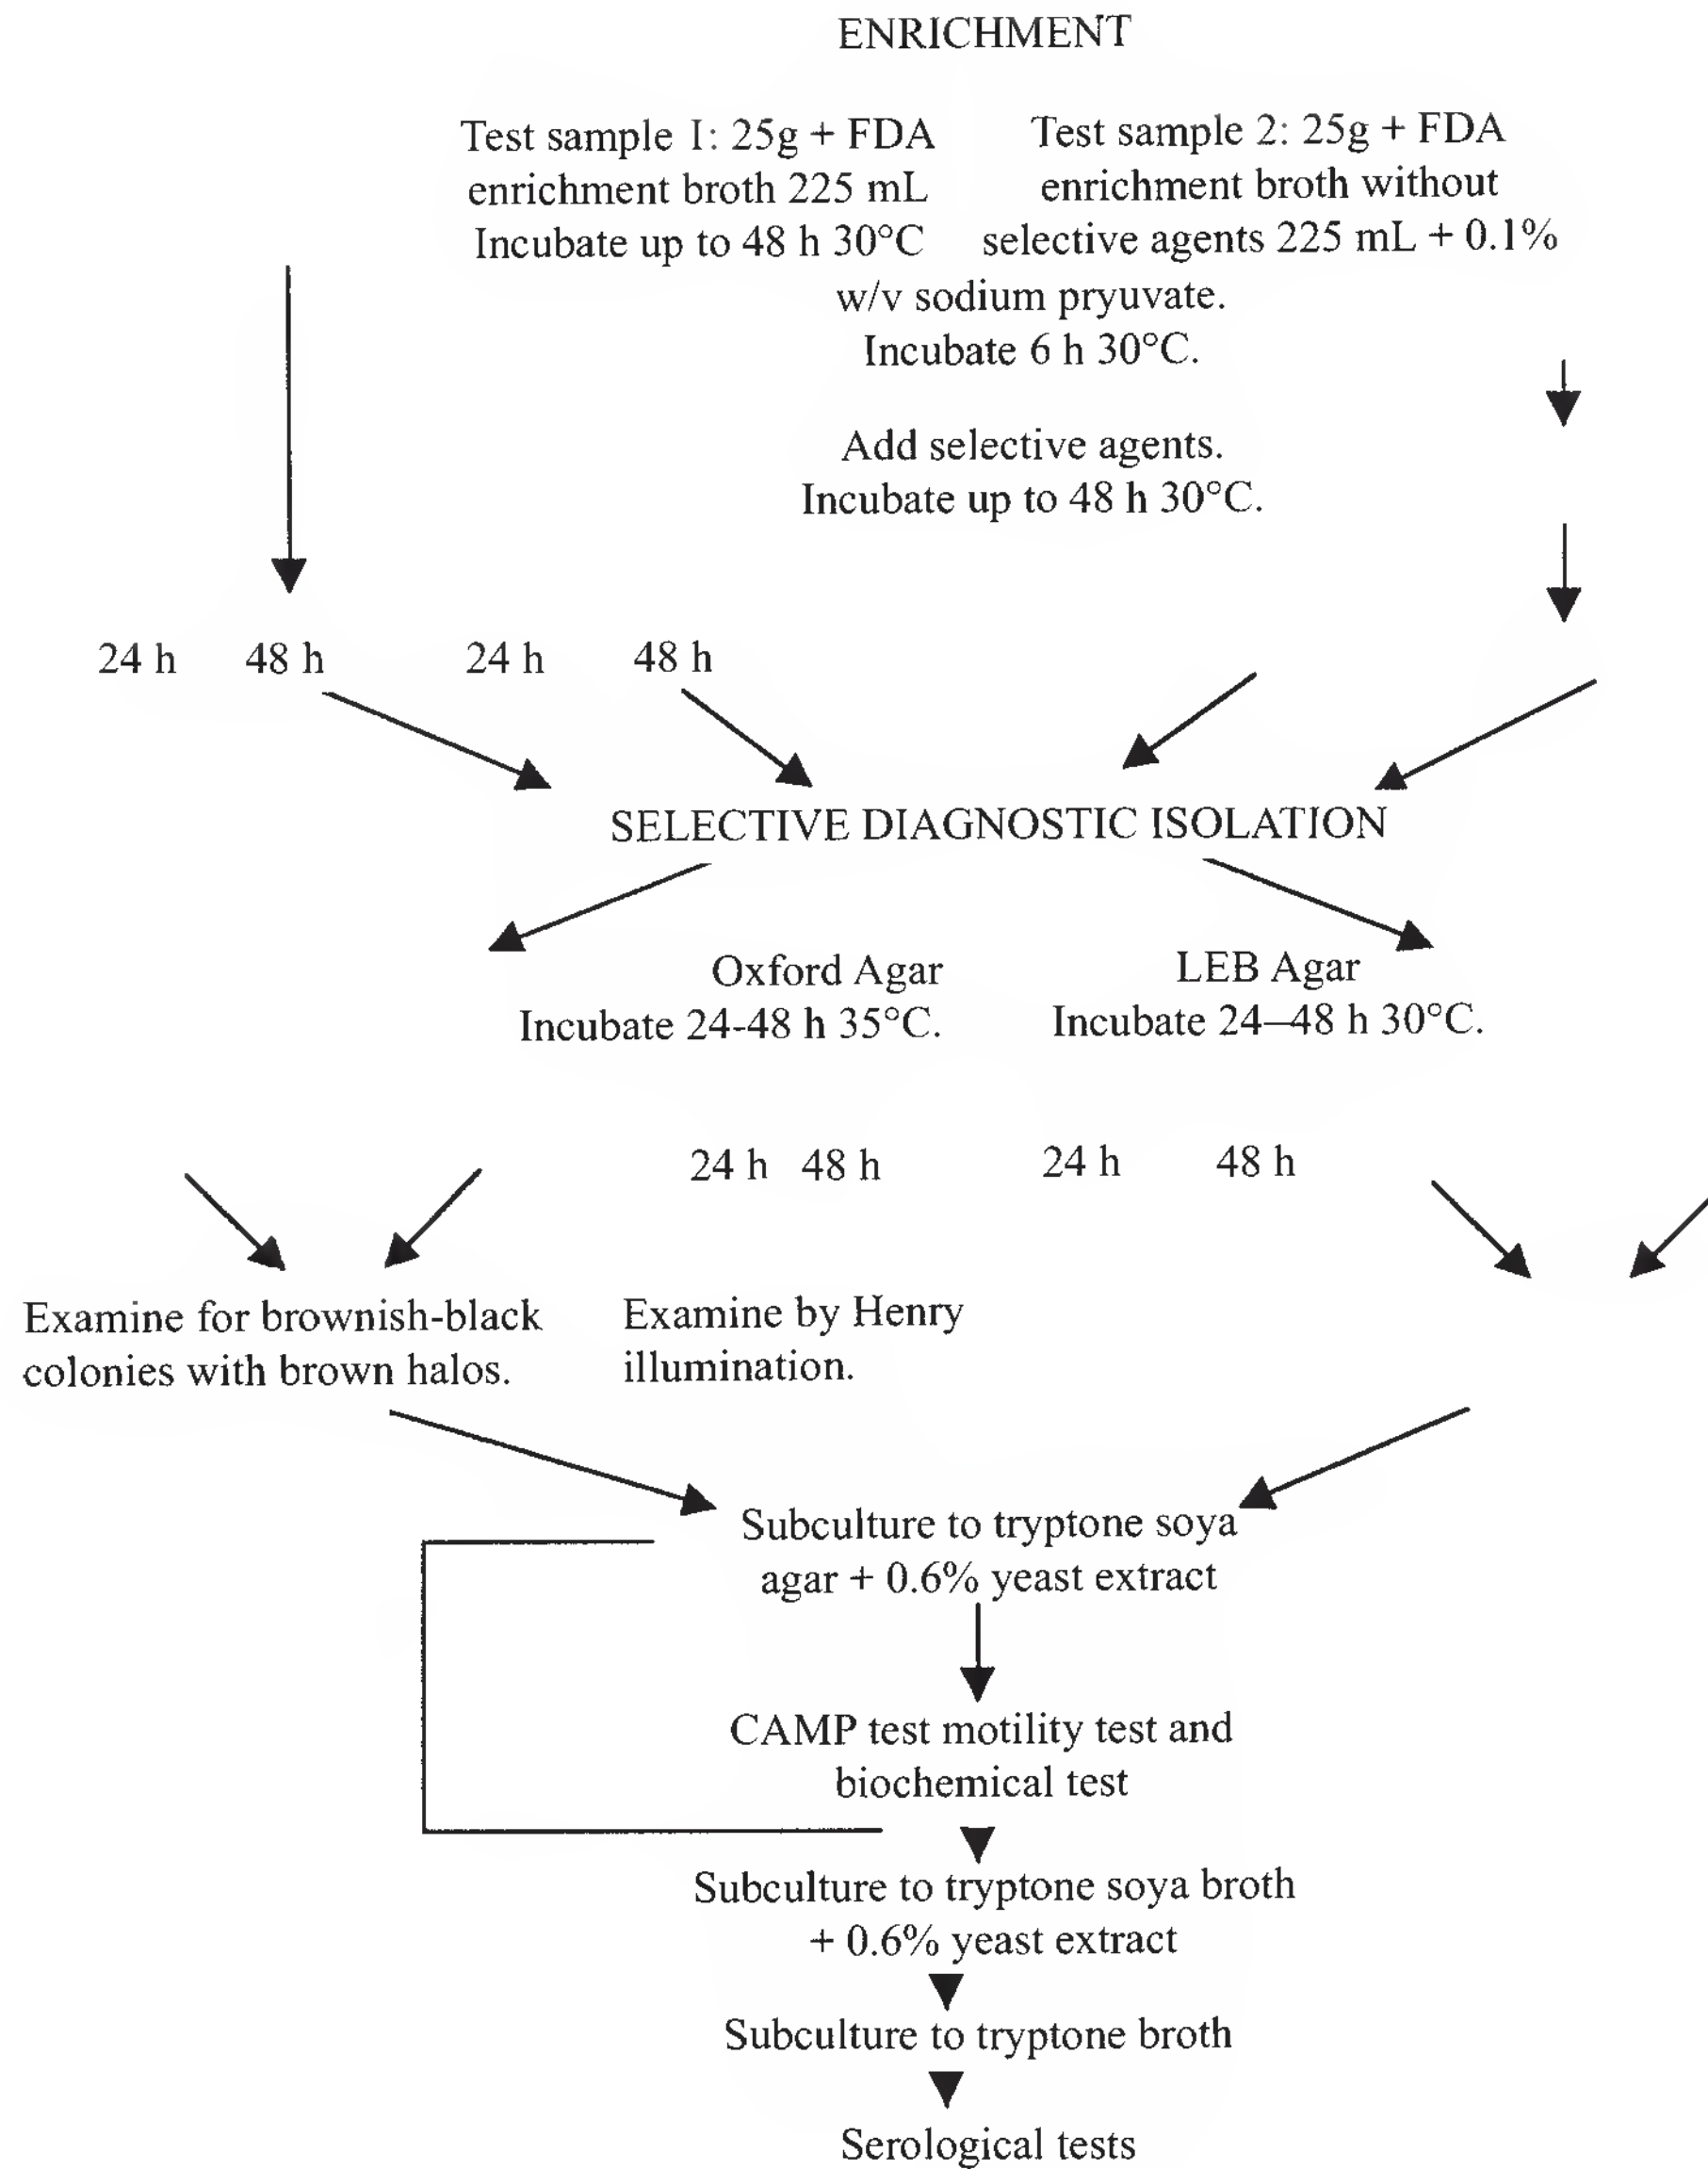 ENRICHMENT
Test sample 1: 25g + FDA
enrichment broth 225 mL
Incubate up to 48 h 30°C
Test sample 2: 25g + FDA
enrichment broth without
selective agents 225 mL + 0.1%
w/v sodium pryuvate.
Incubate 6 h 30°C.
Add selective agents.
Incubate up to 48 h 30°C.
24 h 48 h 24 h 48 h
SELECTIVE DIAGNOSTIC ISOLATION
Oxford Agar
Incubate 24-48 h 35°C.
LEB Agar
Incubate 24–48 h 30°C.
24 h 48 h 24 h 48 h
Examine for brownish-black
colonies with brown halos.
Examine by Henry
illumination.
Subculture to tryptone soya
agar + 0.6% yeast extract
CAMP test motility test and
biochemical test
Subculture to tryptone soya broth
+ 0.6% yeast extract
Subculture to tryptone broth
Serological tests